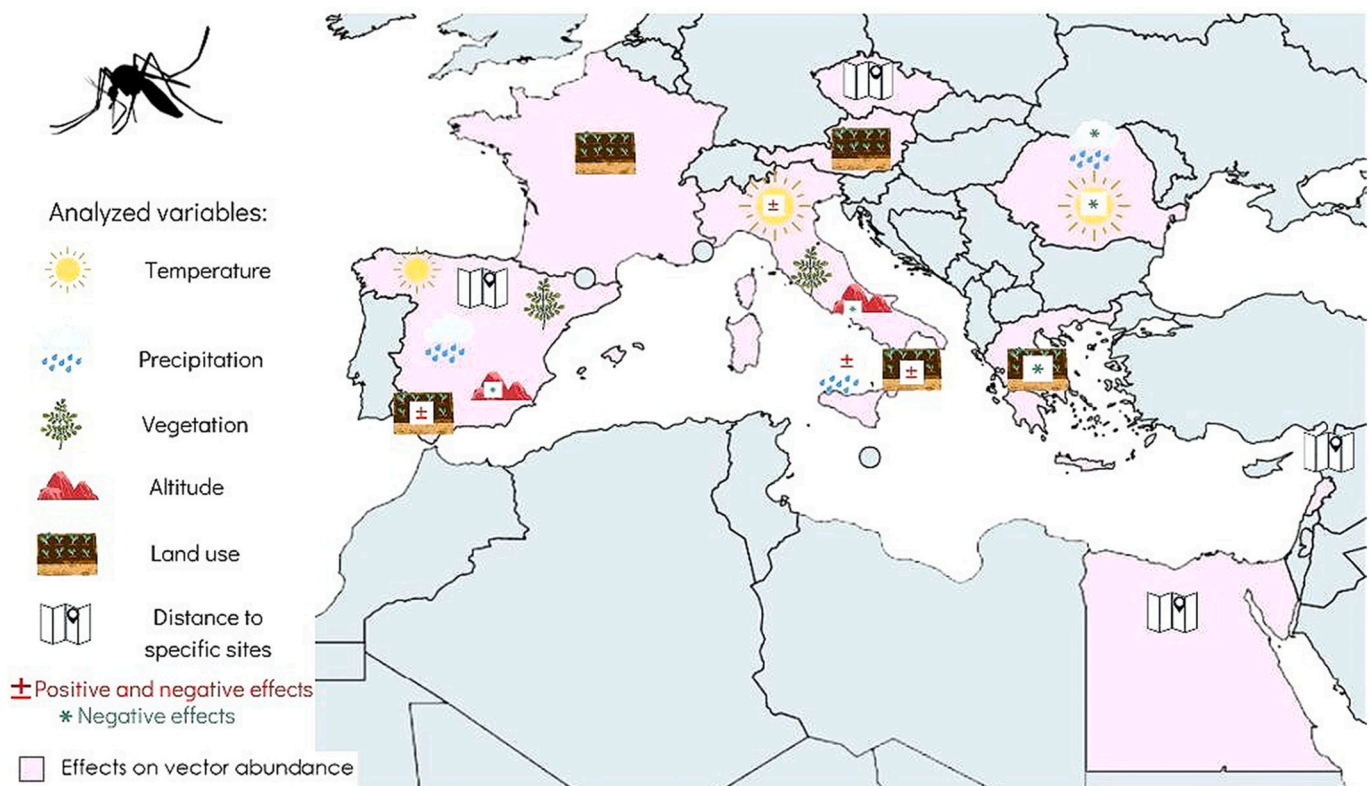 Analyzed variables:
Temperature
Precipitation
Vegetation
Altitude
Land use
Distance to
specific sites
± Positive and negative effects
* Negative effects
Effects on vector abundance
*
*
±
*
±
±
*
*
±